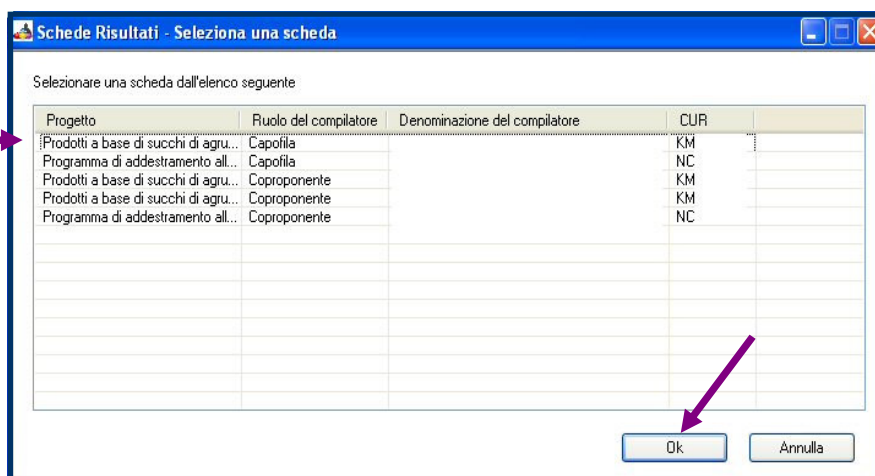 Schede Risultati - Seleziona una scheda
Selezionare una scheda dall'elenco seguente
Progetto Ruolo del compilatore Denominazione del compilatore CUR
Prodotti a base di succhi di agru... Capofila KM
Programma di addestramento all... Capofila NC
Prodotti a base di succhi di agru... Coproponente KM
Prodotti a base di succhi di agru... Coproponente KM
Programma di addestramento all... Coproponente NC
Ok Annulla